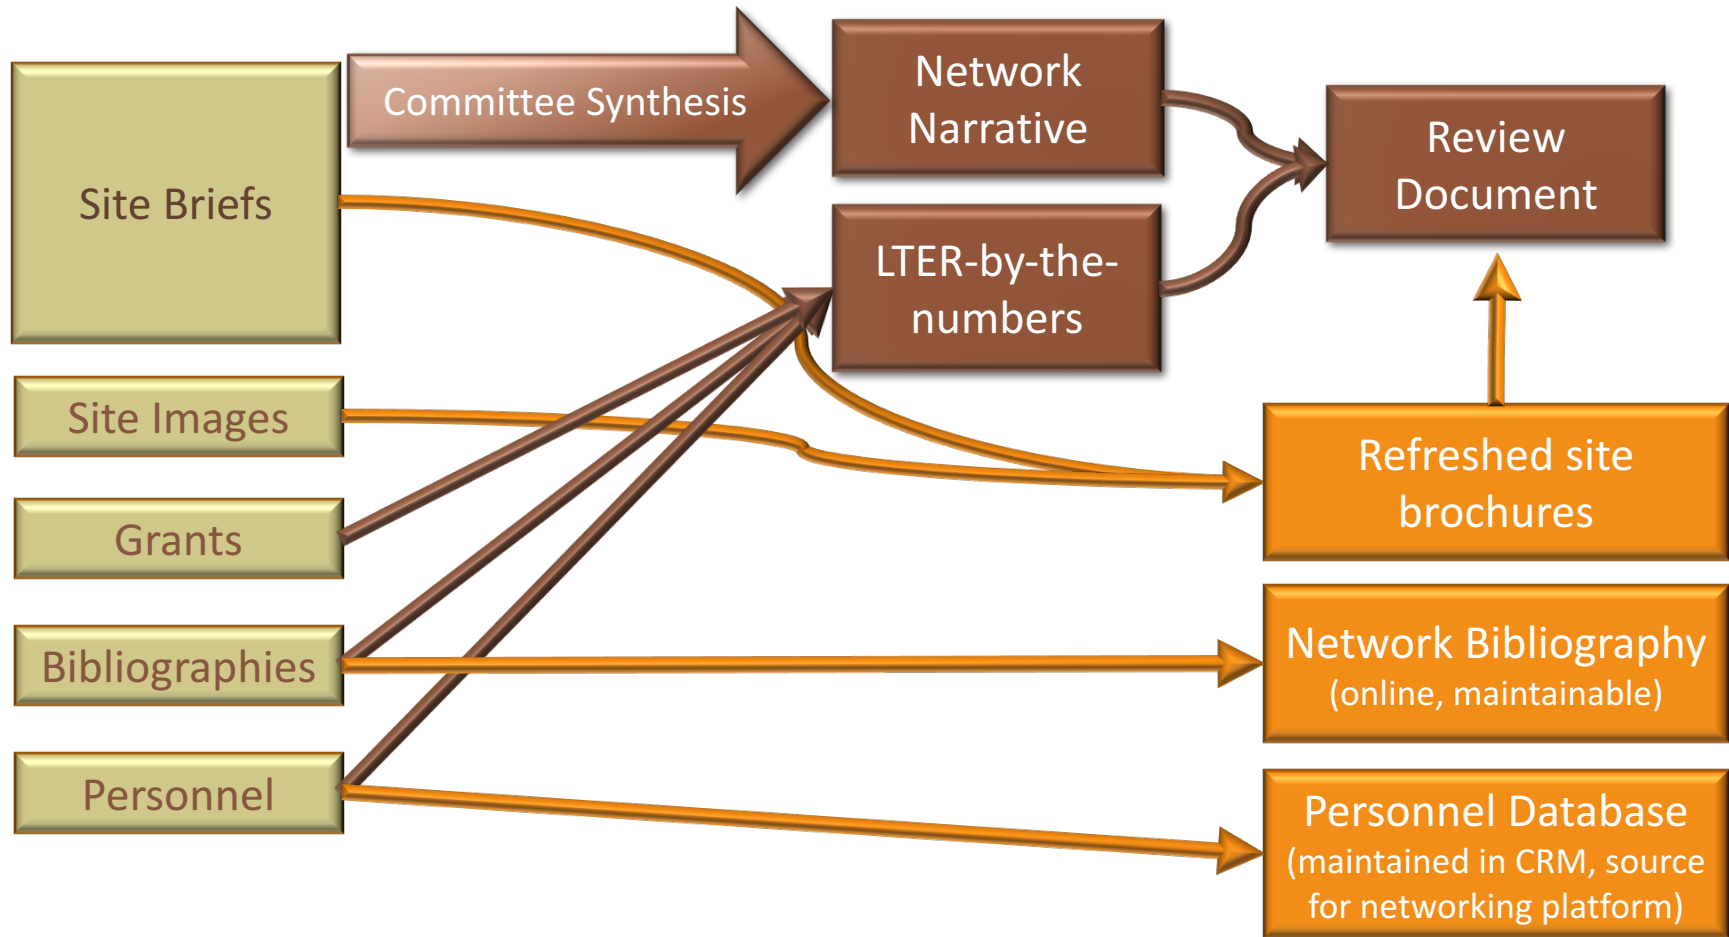 Committee Synthesis
Network
Narrative
Review
Document
Site Briefs
LTER-by-the-
numbers
Site Images
Refreshed site
brochures
Grants
Bibliographies
Network Bibliography
(online, maintainable)
Personnel
Personnel Database
(maintained in CRM, source
for networking platform)